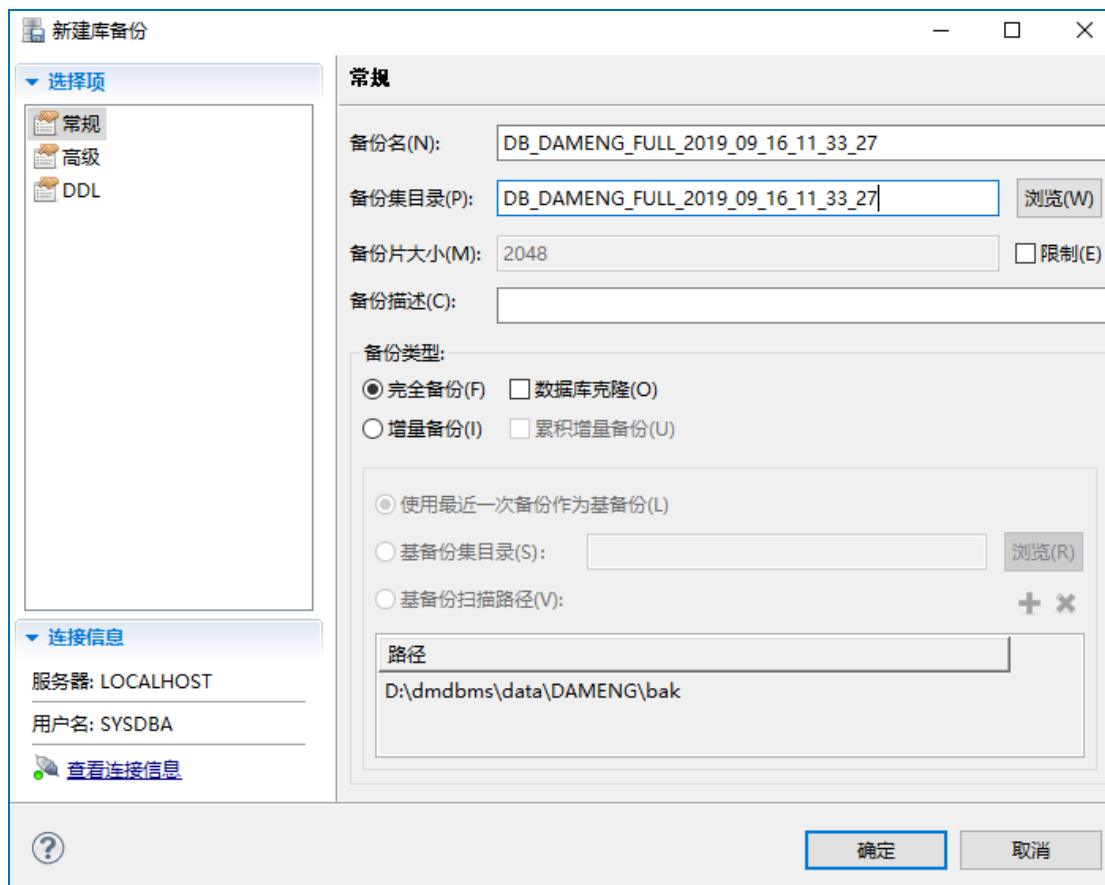 新建库备份
选择项
常规
高级
DDL
连接信息
服务器: LOCALHOST
用户名: SYSDBA
查看连接信息
常规
备份名(N): DB_DAMENG_FULL_2019_09_16_11_33_27
备份集目录(P): DB_DAMENG_FULL_2019_09_16_11_33_27 浏览(W)
备份片大小(M): 2048 限制(E)
备份描述(C):
备份类型:
完全备份(F) 数据库克隆(O)
增量备份(I) 累积增量备份(U)
使用最近一次备份作为基备份(L)
基备份集目录(S): 浏览(R)
基备份扫描路径(V):
路径
D:\dmdbms\data\DAMENG\bak
确定 取消